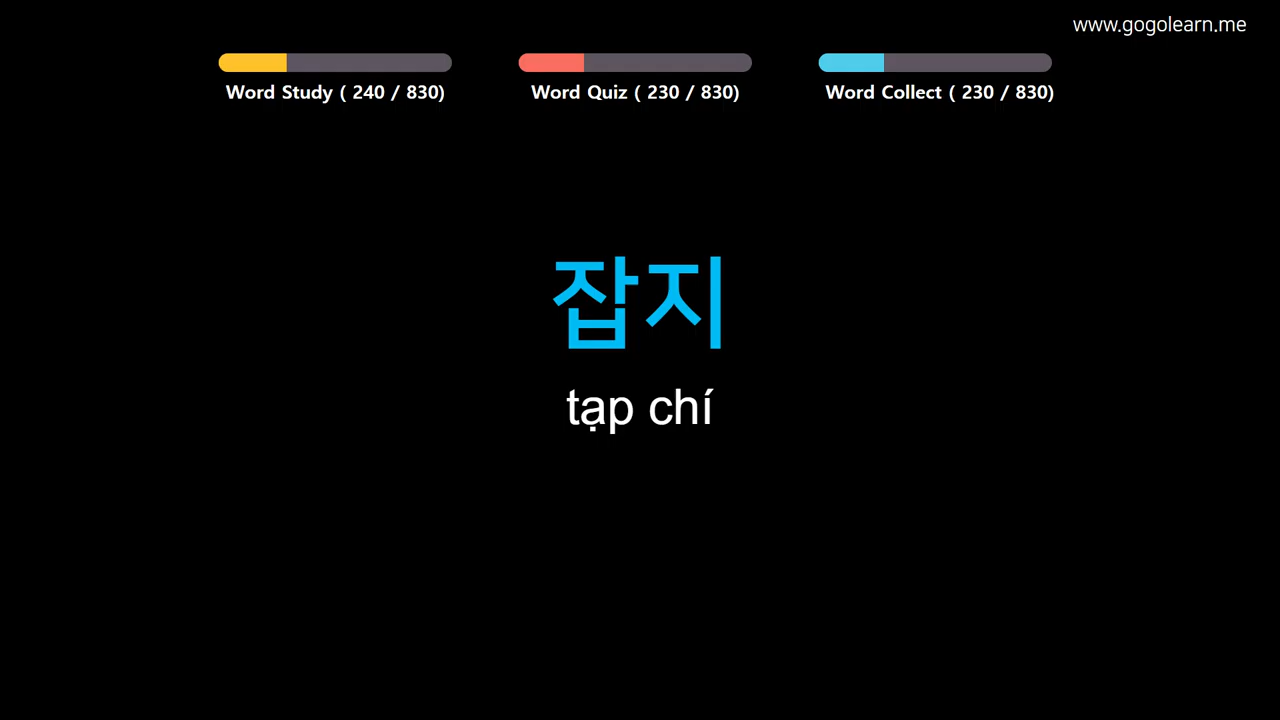 www.gogolearn.me
Word Study ( 240 / 830)
Word Quiz ( 230 / 830)
Word Collect ( 230 / 830)
잡지
tạp chí